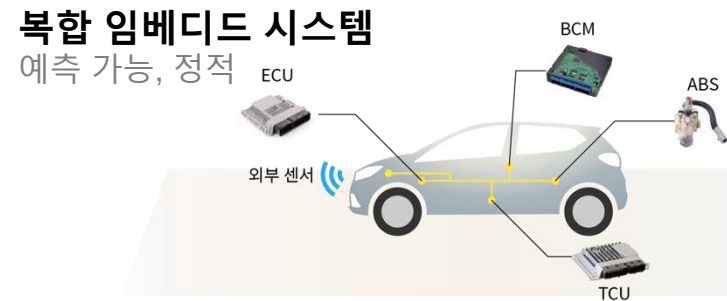 복합 임베디드 시스템
예측 가능, 정적
ECU
BCM
ABS
외부 센서
TCU